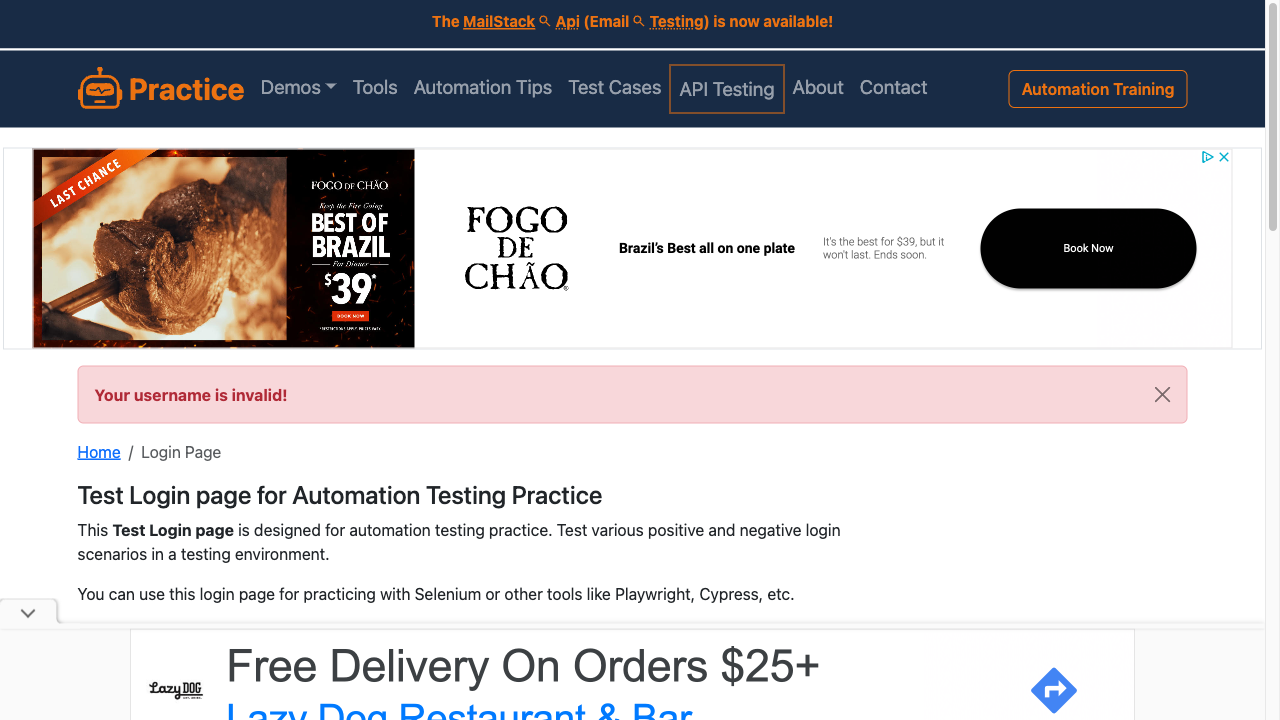 The MailStack Api (Email Testing) is now available!
Practice
Demos
Tools
Automation Tips
Test Cases
API Testing
About
Contact
Automation Training
LAST CHANCE
FOGO DE CHÃO
Keep the Fire Going
BEST OF
BRAZIL
For Dinner
$39*
BOOK NOW
FOGO
DE
CHÃO
Brazil's Best all on one plate
It's the best for $39, but it
won't last. Ends soon.
Book Now
Your username is invalid!
Home / Login Page
Test Login page for Automation Testing Practice
This Test Login page is designed for automation testing practice. Test various positive and negative login
scenarios in a testing environment.
You can use this login page for practicing with Selenium or other tools like Playwright, Cypress, etc.
Lazy DOG
Free Delivery On Orders $25+
Lazy Dog Restaurant & Bar